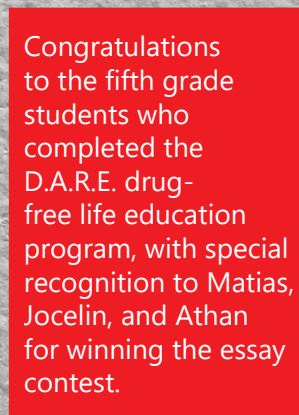 Congratulations
to the fifth grade
students who
completed the
D.A.R.E. drug-
free life education
program, with special
recognition to Matias,
Jocelin, and Athan
for winning the essay
contest.